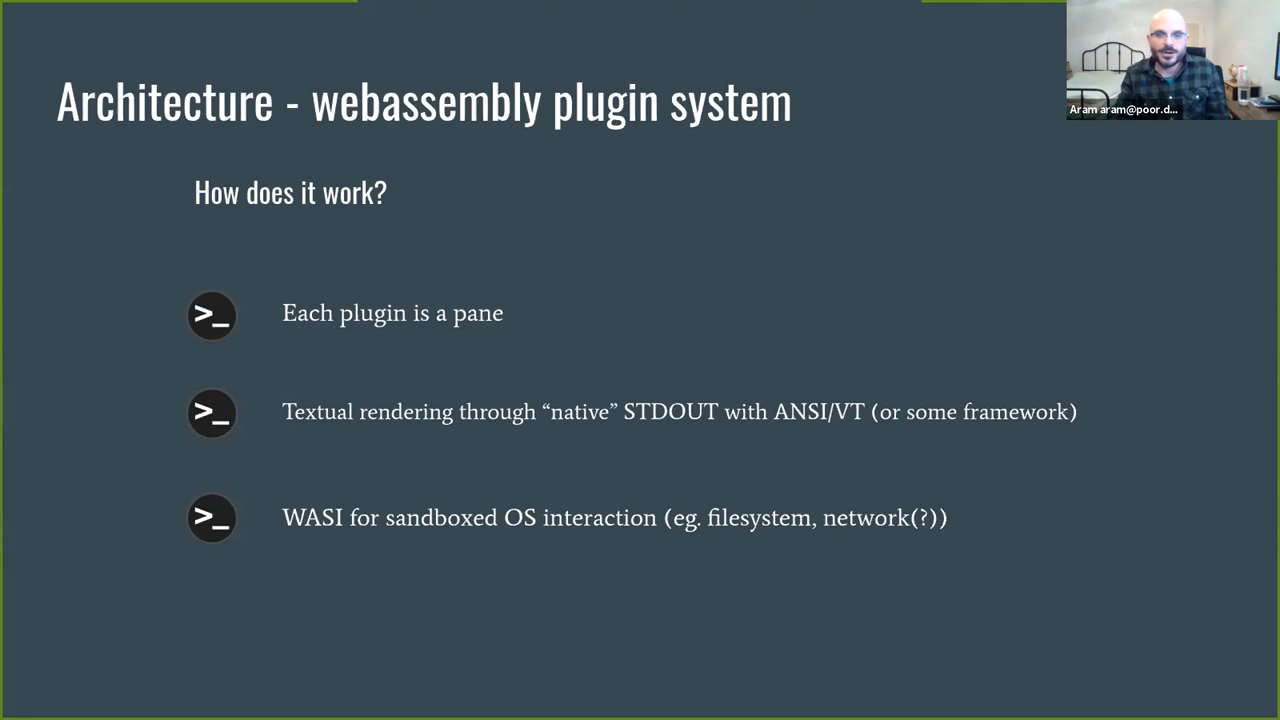 Architecture - webassembly plugin system
Aram aram@poor.d...
How does it work?
>_ Each plugin is a pane
>_ Textual rendering through “native” STDOUT with ANSI/VT (or some framework)
>_ WASI for sandboxed OS interaction (eg. filesystem, network(?))